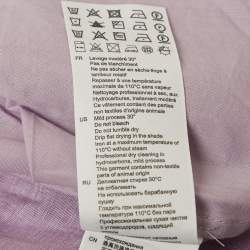 FR
Lavage modéré 30°
Pas de blanchiment
Ne pas sécher en sèche-linge à
tambour rotatif
Repassez à une température
maximale de 110°C sans vapeur
Nettoyage professionnel à sec, aux
Hydrocarbures, traitement modéré
Ce vêtement contient des parties
non textiles d'origine animale
US
Mild process 30°
Do not bleach
Do not tumble dry
Drip flat drying in the shade
Iron at a maximum temperature of
110°C without steam
Professional dry cleaning in
hydrocarbons, mild process
This garment contains non-textile
parts of animal origin
RU
Деликатная стирка 30°C
Не отбеливать
Не использовать барабанную
сушку
Гладить при максимальной
температуре 110°C без пара
Профессиональная сухая чистка
CN